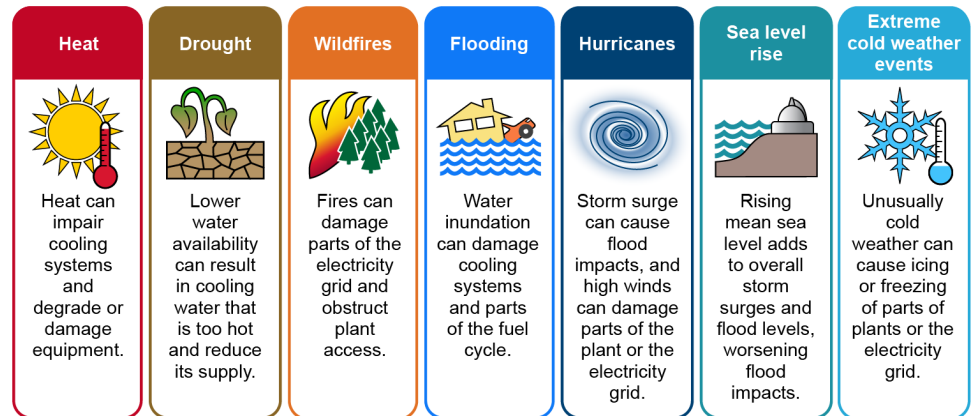 Heat
Heat can
impair
cooling
systems
and
degrade or
damage
equipment.
Drought
Lower
water
availability
can result
in cooling
water that
is too hot
and reduce
its supply.
Wildfires
Fires can
damage
parts of the
electricity
grid and
obstruct
plant
access.
Flooding
Water
inundation
can damage
cooling
systems
and parts
of the fuel
cycle.
Hurricanes
Storm surge
can cause
flood
impacts, and
high winds
can damage
parts of the
plant or the
electricity
grid.
Sea level
rise
Rising
mean sea
level adds
to overall
storm
surges and
flood levels,
worsening
flood
impacts.
Extreme
cold weather
events
Unusually
cold
weather can
cause icing
or freezing
of parts of
plants or the
electricity
grid.